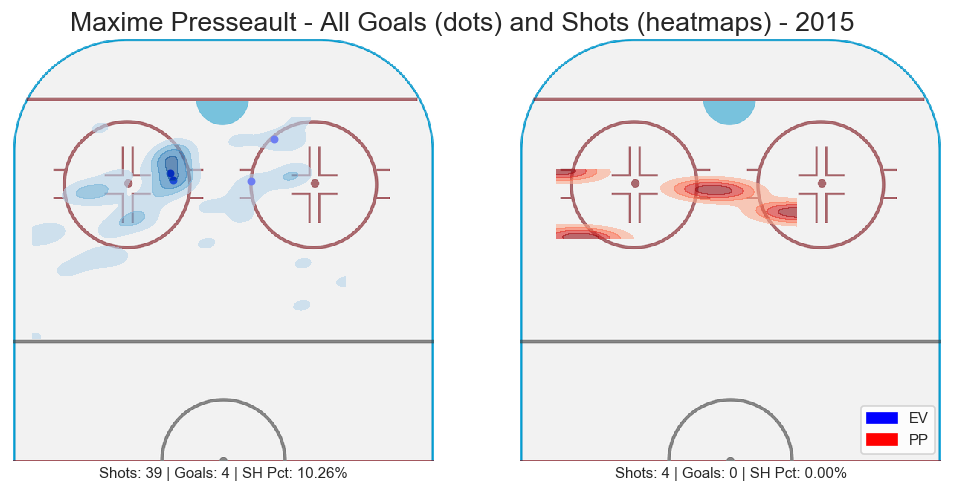 Maxime Presseault - All Goals (dots) and Shots (heatmaps) - 2015
EV
PP
Shots: 39 | Goals: 4 | SH Pct: 10.26%
Shots: 4 | Goals: 0 | SH Pct: 0.00%